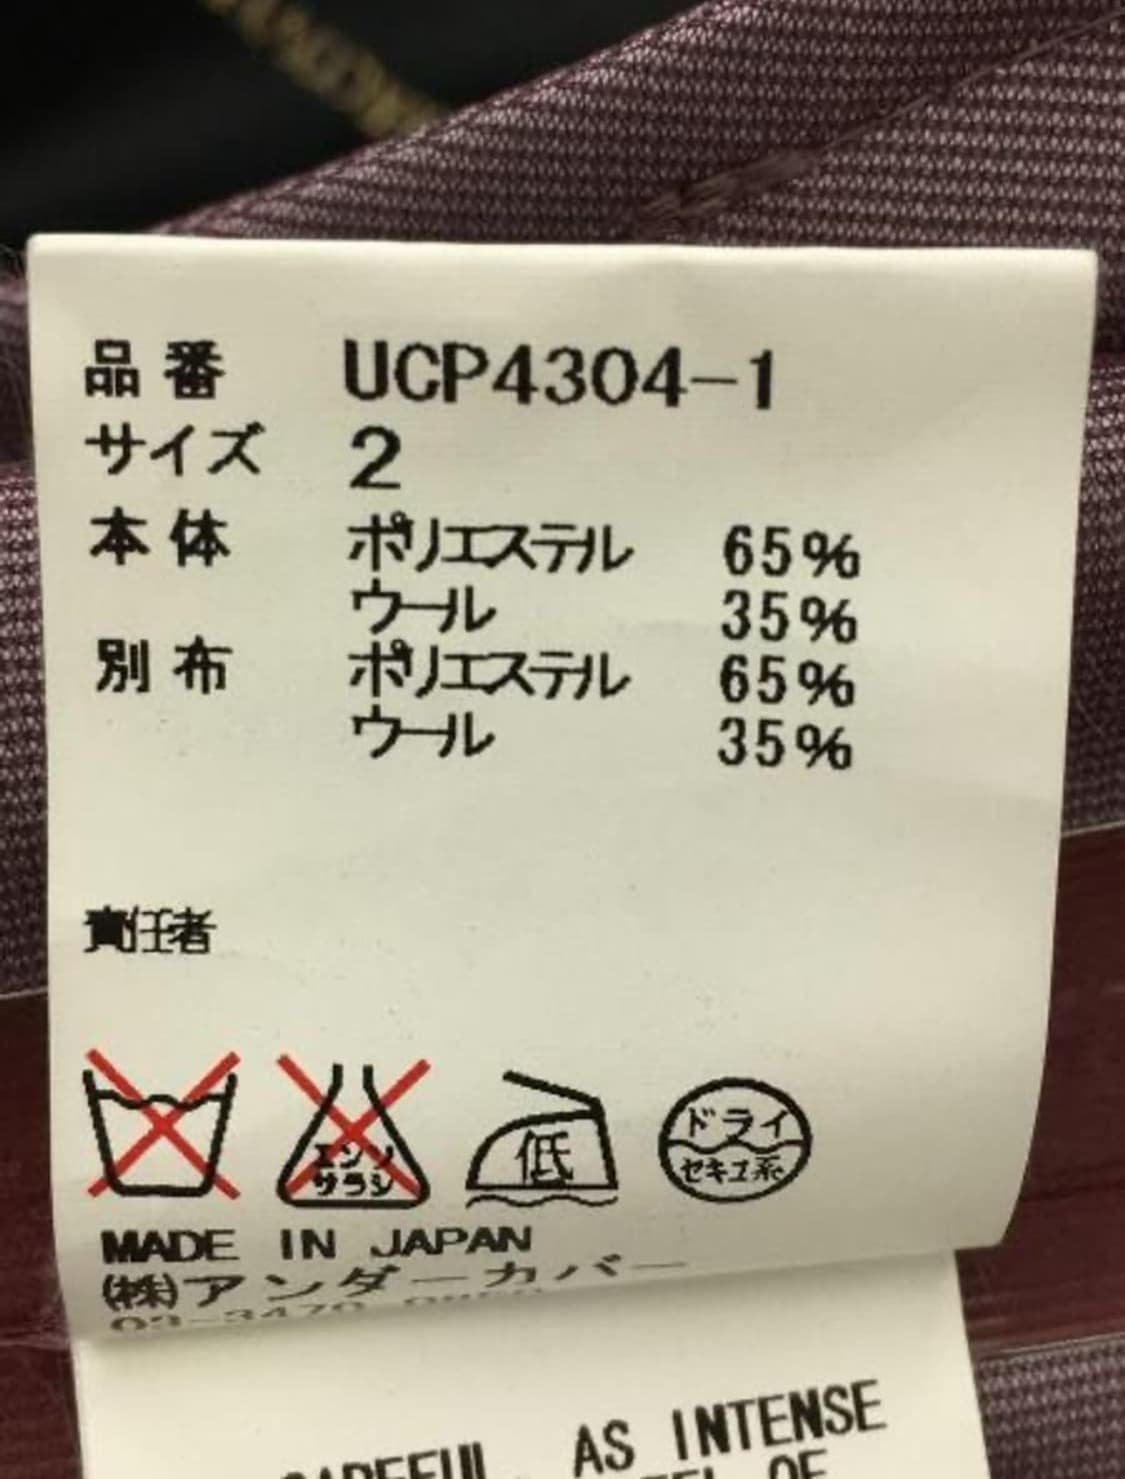 品番 UCP4304-1
サイズ 2
本体 ポリエステル 65%
ウール 35%
別布 ポリエステル 65%
ウール 35%
責任者
エンソ
サラシ
低
ドライ
セキユ系
MADE IN JAPAN
(株)アンダーカバー
03-3470
AS INTENSE
OF